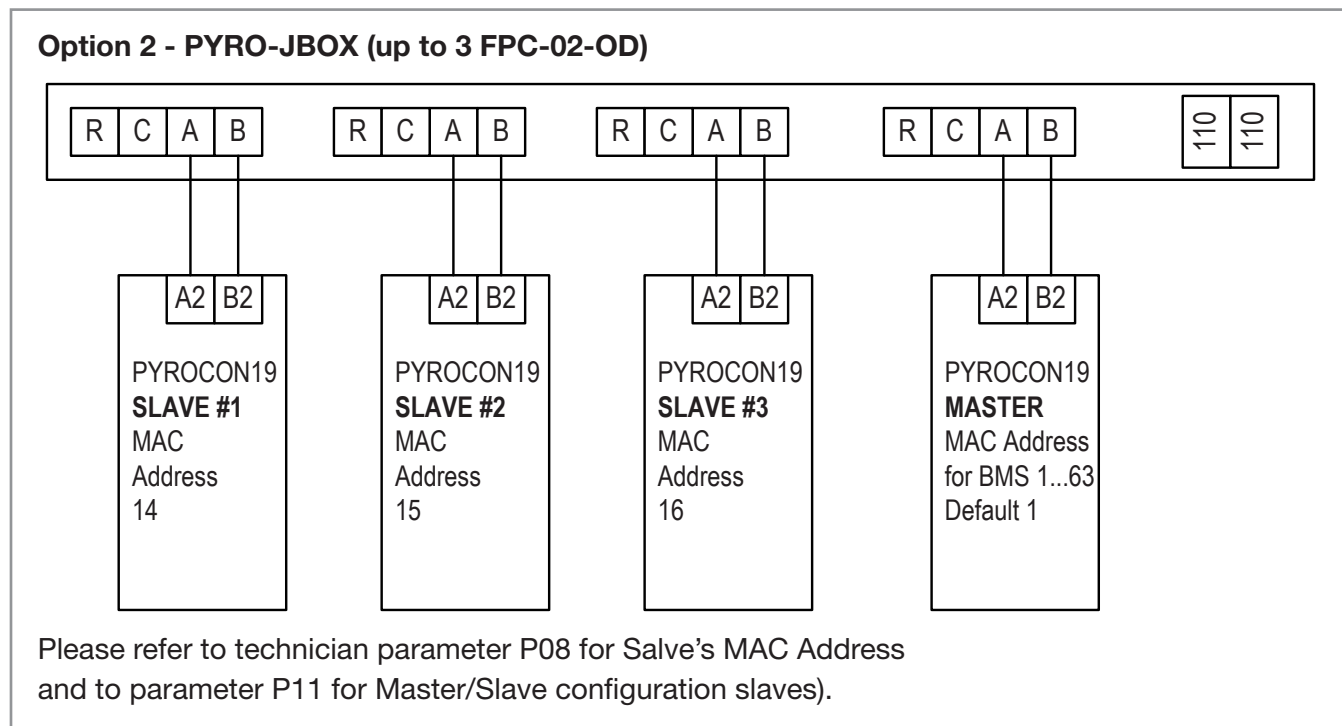 Option 2 - PYRO-JBOX (up to 3 FPC-02-OD)
R C A B R C A B R C A B R C A B 110 110
A2 B2 A2 B2 A2 B2 A2 B2
PYROCON19
SLAVE #1
MAC
Address
14
PYROCON19
SLAVE #2
MAC
Address
15
PYROCON19
SLAVE #3
MAC
Address
16
PYROCON19
MASTER
MAC Address
for BMS 1...63
Default 1
Please refer to technician parameter P08 for Salve’s MAC Address
and to parameter P11 for Master/Slave configuration slaves).